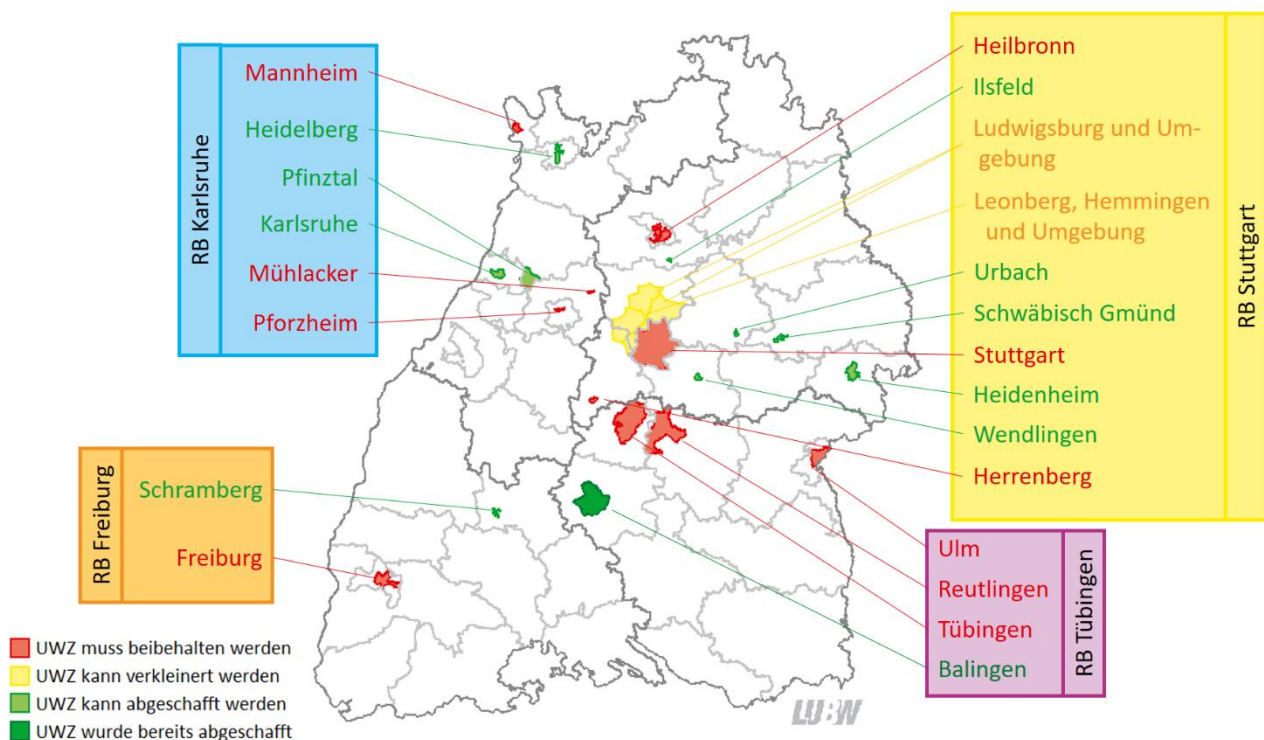 RB Karlsruhe
Mannheim
Heidelberg
Pfinztal
Karlsruhe
Mühlacker
Pforzheim
RB Stuttgart
Heilbronn
Ilsfeld
Ludwigsburg und Um-
gebung
Leonberg, Hemmingen
und Umgebung
Urbach
Schwäbisch Gmünd
Stuttgart
Heidenheim
Wendlingen
Herrenberg
RB Freiburg
Schramberg
Freiburg
RB Tübingen
Ulm
Reutlingen
Tübingen
Balingen
UWZ muss beibehalten werden
UWZ kann verkleinert werden
UWZ kann abgeschafft werden
UWZ wurde bereits abgeschafft
LUBW